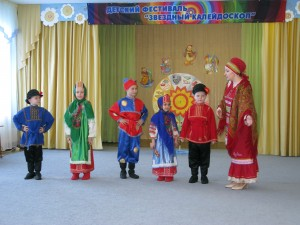 ДЕТСКИЙ ФЕСТИВАЛЬ
"ЗВЕЗДНЫЙ КАЛЕЙДОСКОП"